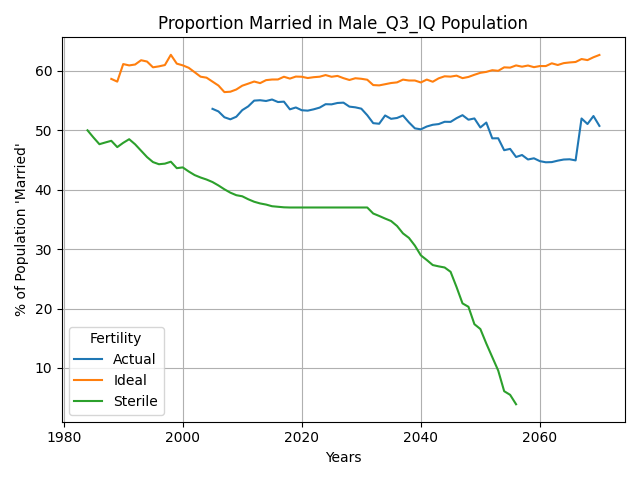 Proportion Married in Male_Q3_IQ Population
% of Population 'Married'
60
50
40
30
20
10
Fertility
Actual
Ideal
Sterile
1980 2000 2020 2040 2060
Years